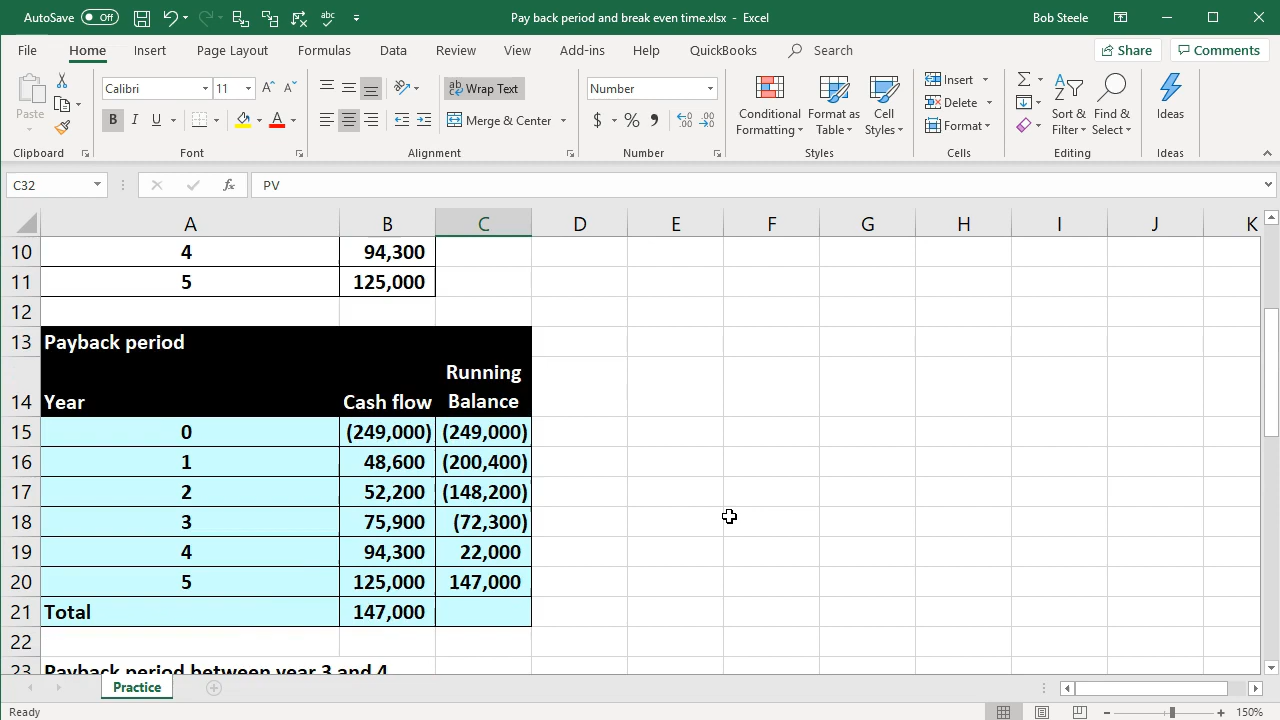 AutoSave Off Pay back period and break even time.xlsx - Excel Bob Steele
File Home Insert Page Layout Formulas Data Review View Add-ins Help QuickBooks Search Share Comments
Paste
Clipboard
Calibri 11
B I U
Font
ab Wrap Text
Merge & Center
Alignment
Number
$ % ,
Number
Conditional Formatting Format as Table Cell Styles
Styles
Insert
Delete
Format
Cells
Sort & Filter Find & Select
Editing
Ideas
Ideas
C32 fx PV
A B C D E F G H I J K
10 4 94,300
11 5 125,000
12
13 Payback period
14 Year Cash flow Running Balance
15 0 (249,000) (249,000)
16 1 48,600 (200,400)
17 2 52,200 (148,200)
18 3 75,900 (72,300)
19 4 94,300 22,000
20 5 125,000 147,000
21 Total 147,000
22
23 Payback period between year 3 and 4
Practice
Ready 150%